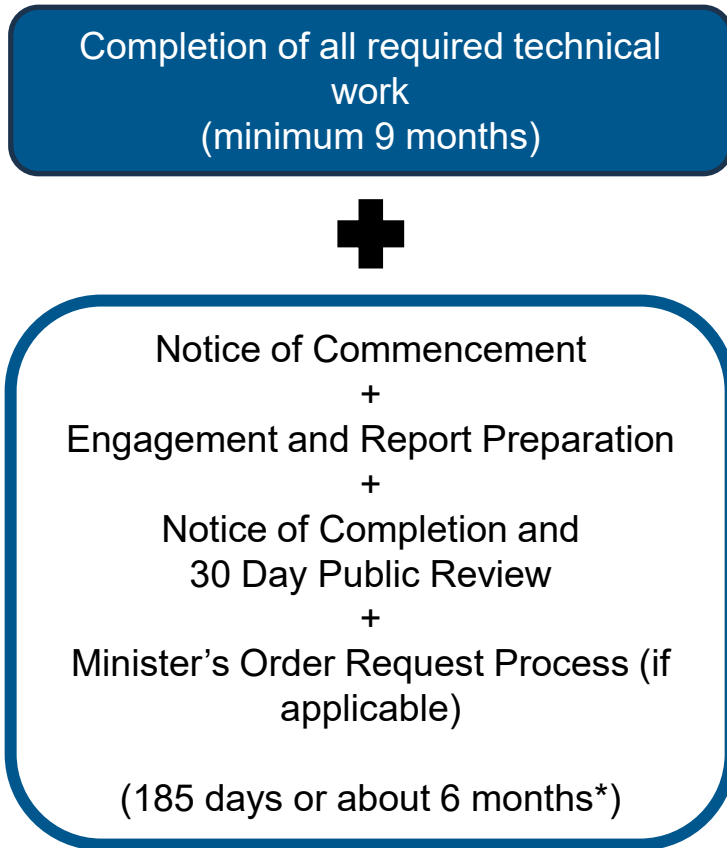 Completion of all required technical
work
(minimum 9 months)
Notice of Commencement
+
Engagement and Report Preparation
+
Notice of Completion and
30 Day Public Review
+
Minister’s Order Request Process (if
applicable)
(185 days or about 6 months*)